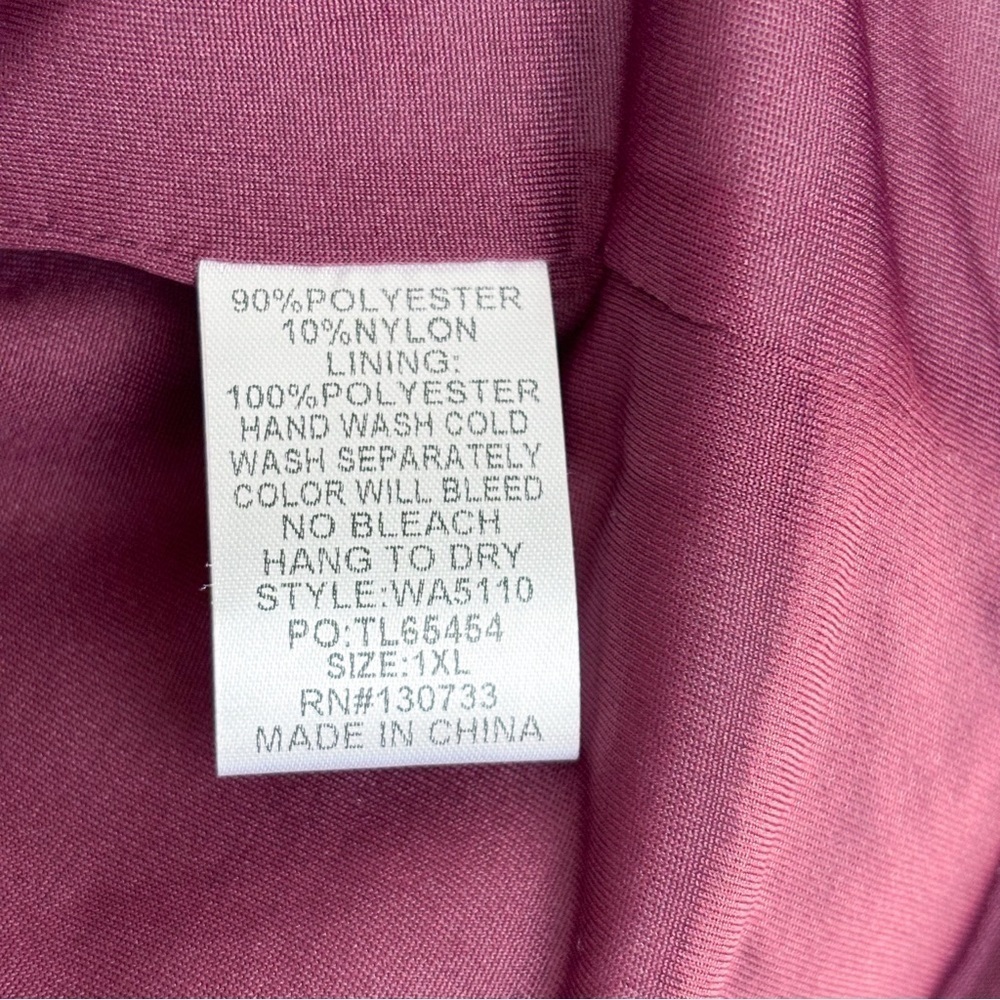 90%POLYESTER
10%NYLON
LINING:
100%POLYESTER
HAND WASH COLD
WASH SEPARATELY
COLOR WILL BLEED
NO BLEACH
HANG TO DRY
STYLE:WA5110
PO:TL65454
SIZE:1XL
RN#130733
MADE IN CHINA